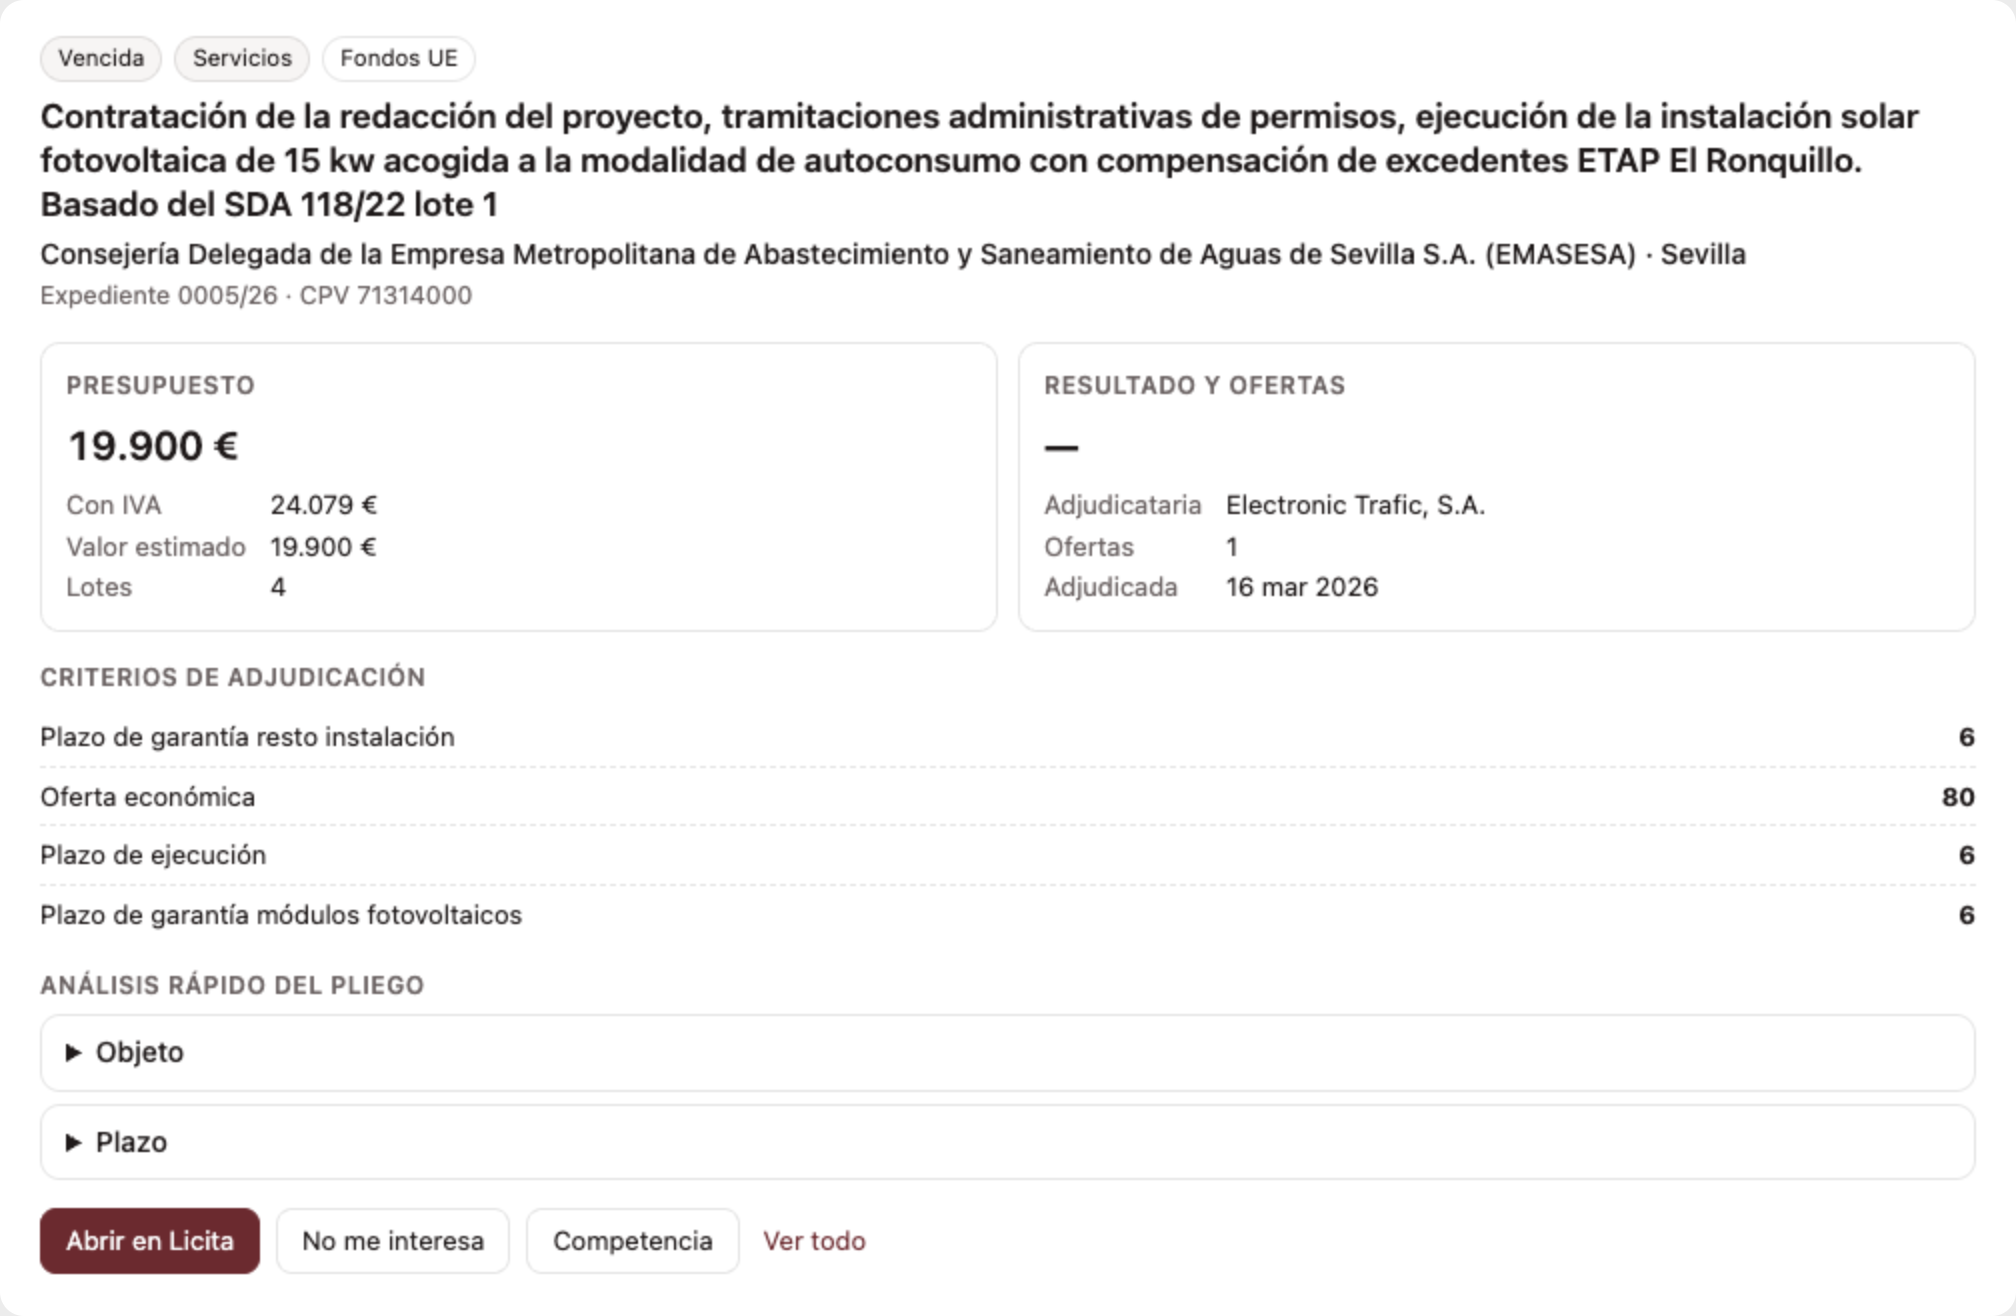 Vencida Servicios Fondos UE
Contratación de la redacción del proyecto, tramitaciones administrativas de permisos, ejecución de la instalación solar
fotovoltaica de 15 kw acogida a la modalidad de autoconsumo con compensación de excedentes ETAP El Ronquillo.
Basado del SDA 118/22 lote 1
Consejería Delegada de la Empresa Metropolitana de Abastecimiento y Saneamiento de Aguas de Sevilla S.A. (EMASESA) · Sevilla
Expediente 0005/26 · CPV 71314000
PRESUPUESTO
19.900 €
Con IVA 24.079 €
Valor estimado 19.900 €
Lotes 4
RESULTADO Y OFERTAS
—
Adjudicataria Electronic Trafic, S.A.
Ofertas 1
Adjudicada 16 mar 2026
CRITERIOS DE ADJUDICACIÓN
Plazo de garantía resto instalación 6
Oferta económica 80
Plazo de ejecución 6
Plazo de garantía módulos fotovoltaicos 6
ANÁLISIS RÁPIDO DEL PLIEGO
▶ Objeto
▶ Plazo
Abrir en Licita No me interesa Competencia Ver todo